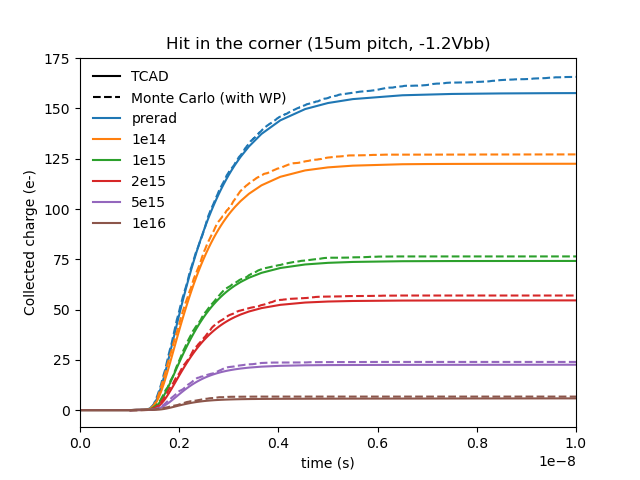 Hit in the corner (15um pitch, -1.2Vbb)
175
150
125
100
75
50
25
0
Collected charge (e-)
TCAD
Monte Carlo (with WP)
prerad
1e14
1e15
2e15
5e15
1e16
0.0 0.2 0.4 0.6 0.8 1.0
1e−8
time (s)